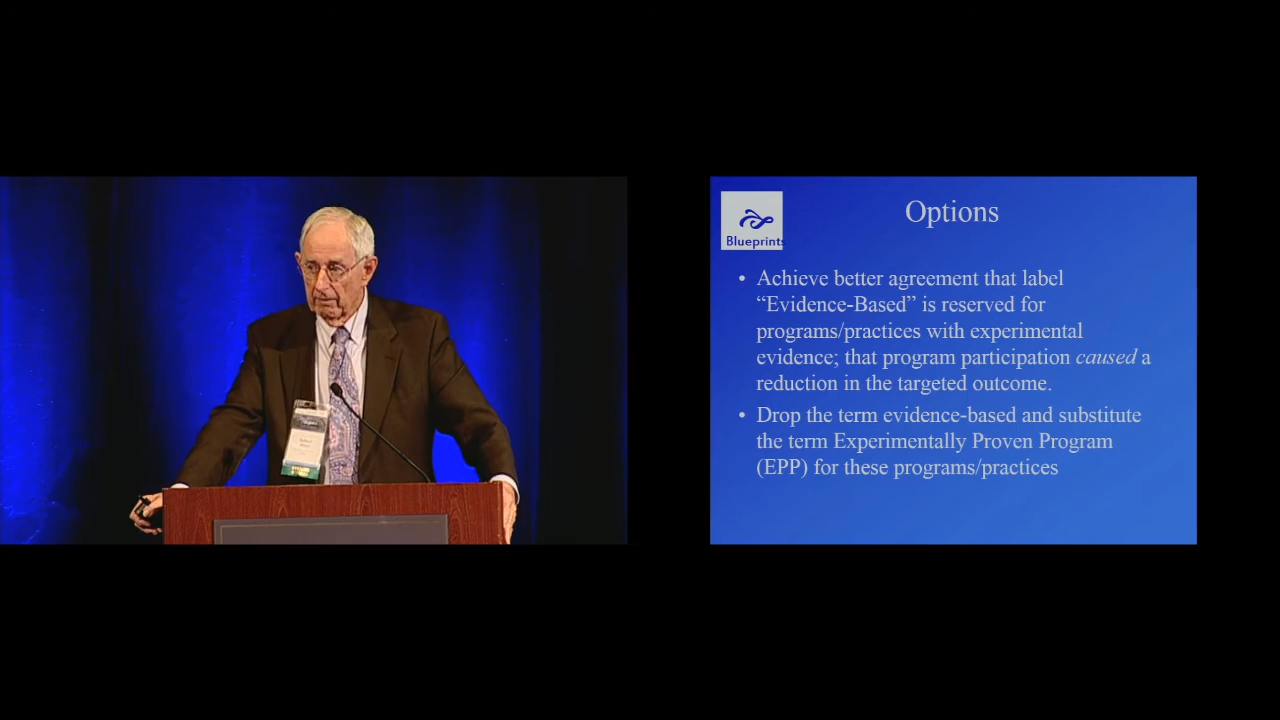 Options
Blueprints
• Achieve better agreement that label
“Evidence-Based” is reserved for
programs/practices with experimental
evidence; that program participation caused a
reduction in the targeted outcome.
• Drop the term evidence-based and substitute
the term Experimentally Proven Program
(EPP) for these programs/practices